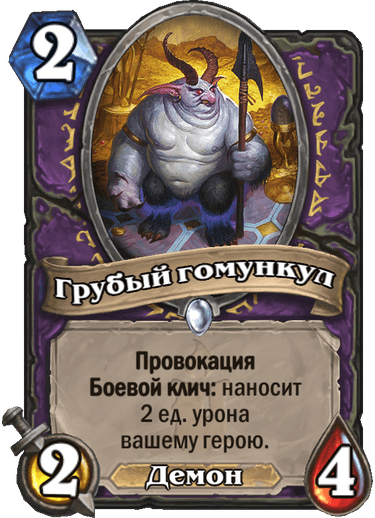 2
Грубый гомункул
Провокация
Боевой клич: наносит
2 ед. урона
вашему герою.
2
Демон
4